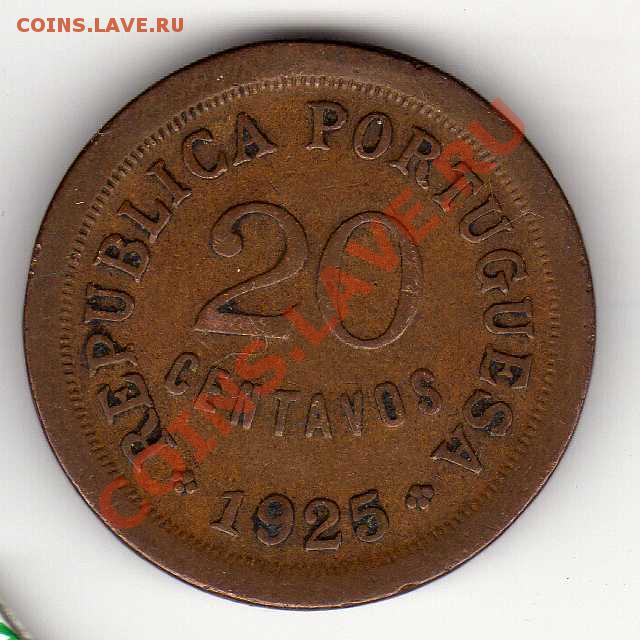 COINS.LAVE.RU
REPUBLICA PORTUGUESA
20
CENTAVOS
1925
COINS.LAVE.RU